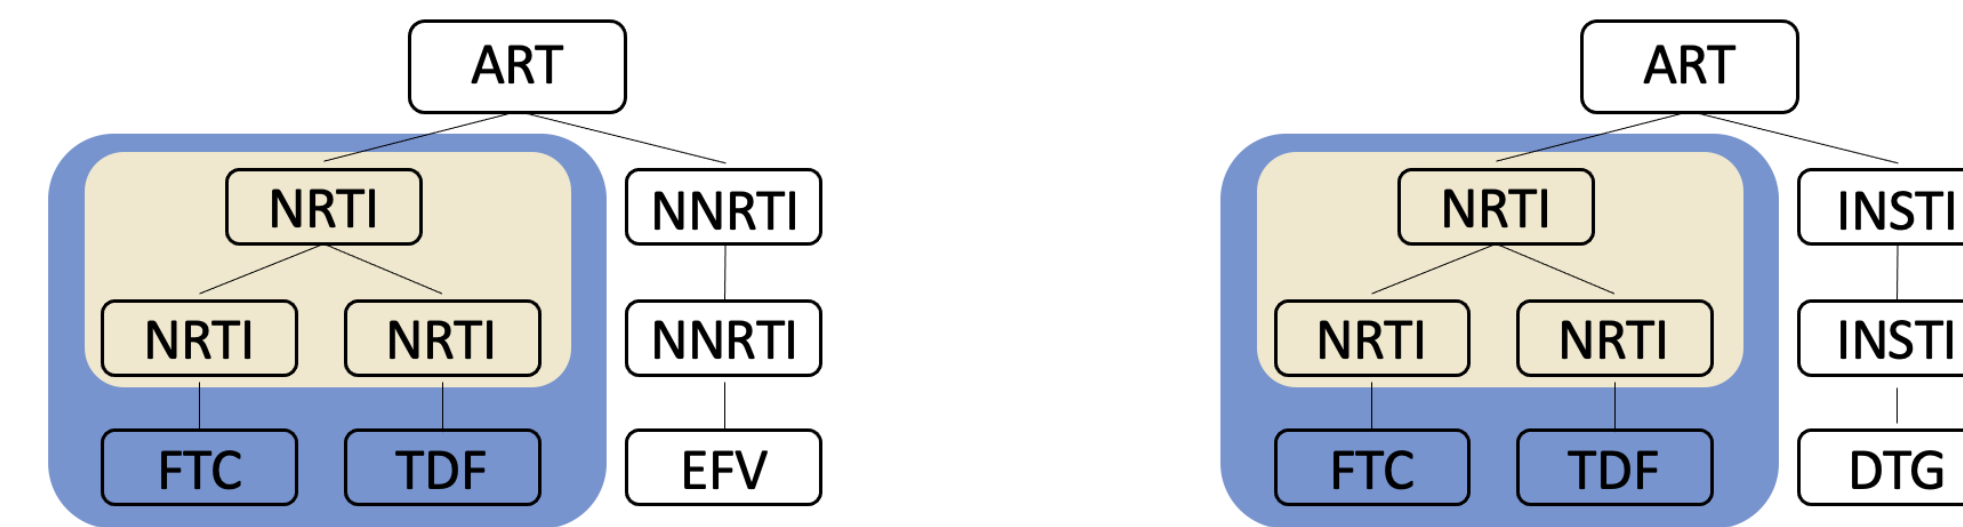 ART ART
NRTI NNRTI NRTI INSTI
NRTI NRTI NNRTI NRTI NRTI INSTI
FTC TDF EFV FTC TDF DTG